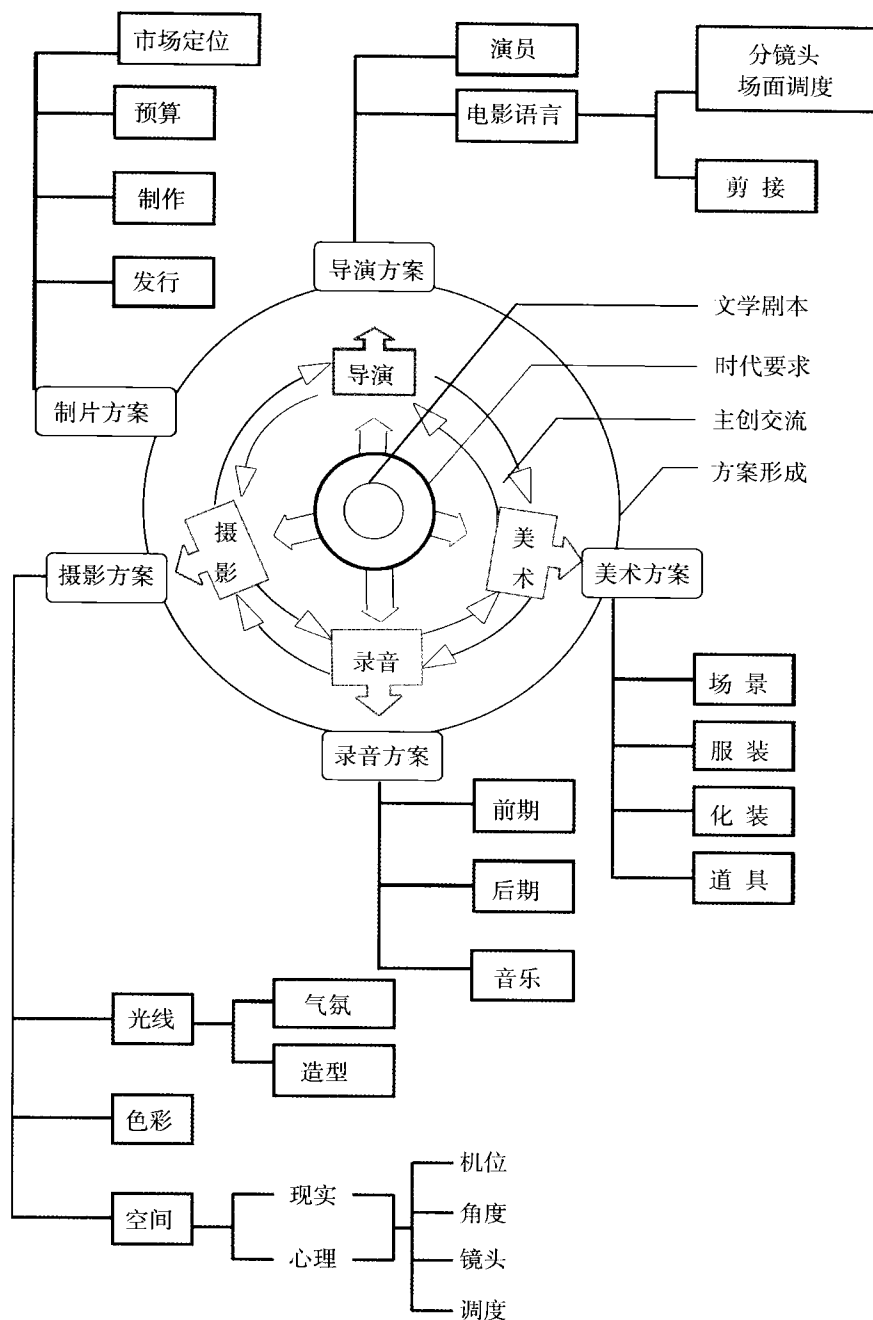 市场定位
预算
制作
发行
制片方案
演员
电影语言
分镜头
场面调度
剪 接
导演方案
文学剧本
时代要求
主创交流
方案形成
导演
摄
影
美
术
录音
摄影方案
美术方案
录音方案
场 景
服 装
化 装
道 具
前期
后期
音乐
光线
气氛
造型
色彩
空间
现实
心理
机位
角度
镜头
调度